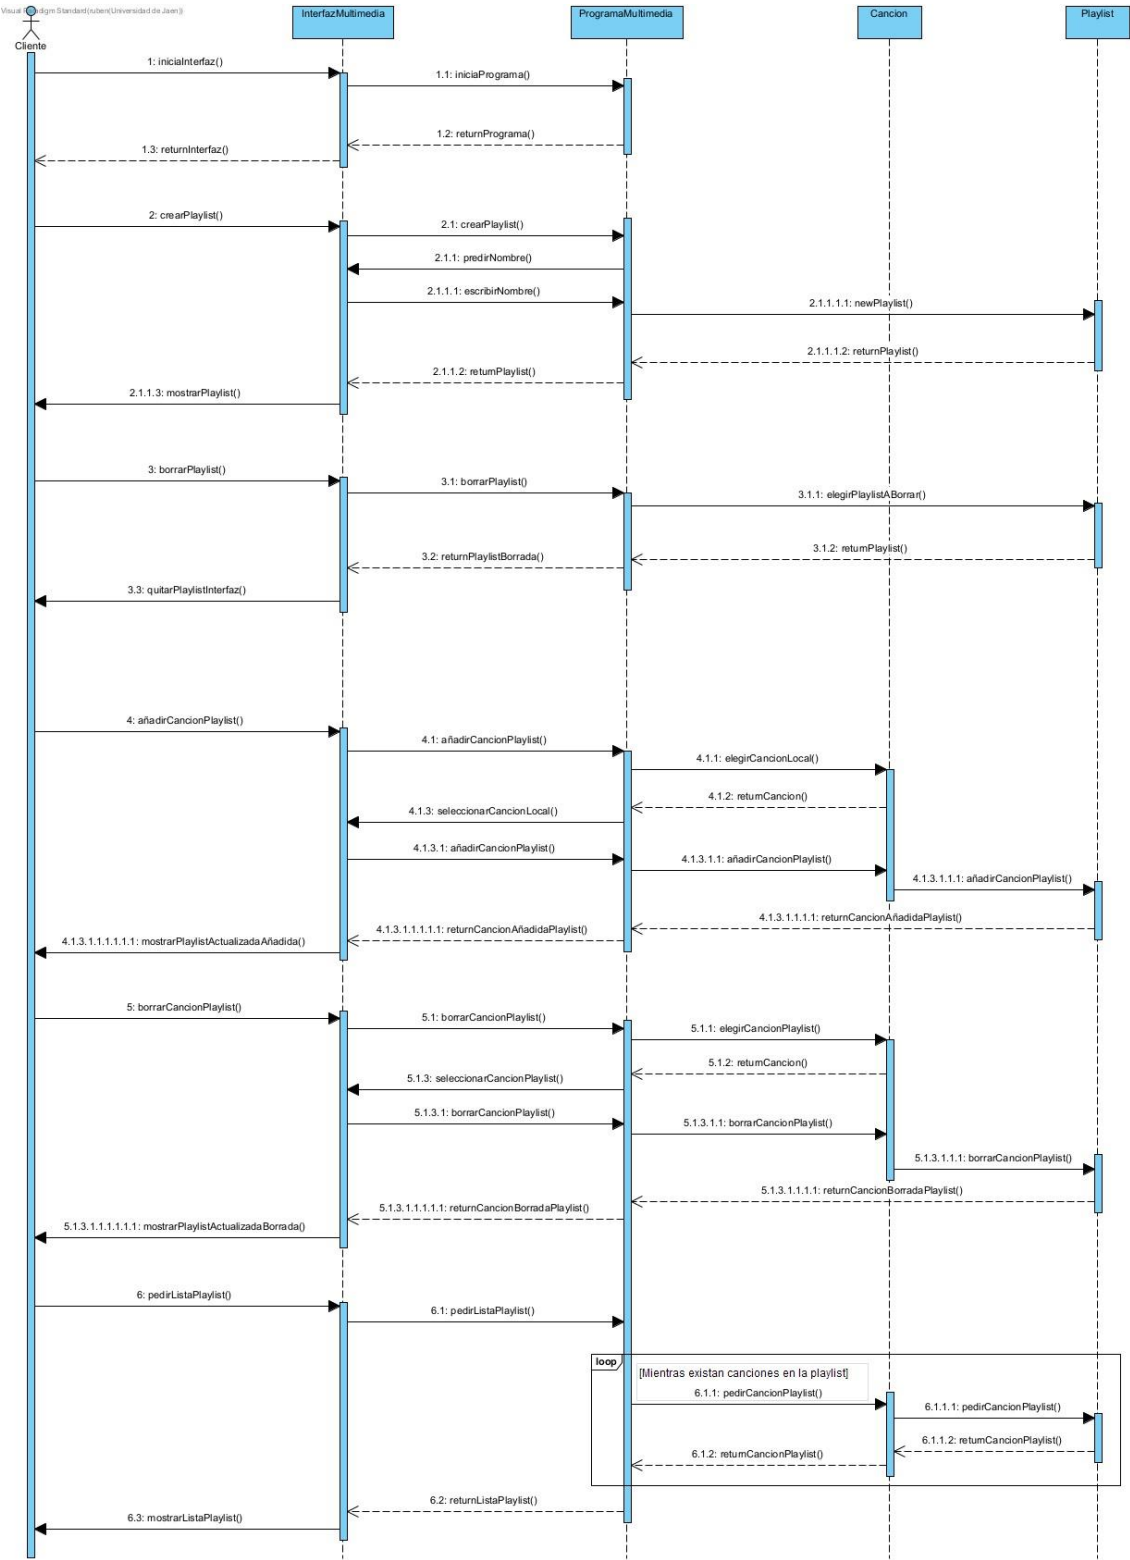 Visual Paradigm Standard(ruben(Universidad de Jaen))
Cliente
InterfazMultimedia
ProgramaMultimedia
Cancion
Playlist
1: iniciaInterfaz()
1.1: iniciaPrograma()
1.2: returnPrograma()
1.3: returnInterfaz()
2: crearPlaylist()
2.1: crearPlaylist()
2.1.1: predirNombre()
2.1.1.1: escribirNombre()
2.1.1.1.1: newPlaylist()
2.1.1.1.2: returnPlaylist()
2.1.1.2: returnPlaylist()
2.1.1.3: mostrarPlaylist()
3: borrarPlaylist()
3.1: borrarPlaylist()
3.1.1: elegirPlaylistABorrar()
3.1.2: returnPlaylist()
3.2: returnPlaylistBorrada()
3.3: quitarPlaylistInterfaz()
4: añadirCancionPlaylist()
4.1: añadirCancionPlaylist()
4.1.1: elegirCancionLocal()
4.1.2: returnCancion()
4.1.3: seleccionarCancionLocal()
4.1.3.1: añadirCancionPlaylist()
4.1.3.1.1: añadirCancionPlaylist()
4.1.3.1.1.1: añadirCancionPlaylist()
4.1.3.1.1.1.1: returnCancionAñadidaPlaylist()
4.1.3.1.1.1.1.1: returnCancionAñadidaPlaylist()
4.1.3.1.1.1.1.1.1: mostrarPlaylistActualizadaAñadida()
5: borrarCancionPlaylist()
5.1: borrarCancionPlaylist()
5.1.1: elegirCancionPlaylist()
5.1.2: returnCancion()
5.1.3: seleccionarCancionPlaylist()
5.1.3.1: borrarCancionPlaylist()
5.1.3.1.1: borrarCancionPlaylist()
5.1.3.1.1.1: borrarCancionPlaylist()
5.1.3.1.1.1.1: returnCancionBorradaPlaylist()
5.1.3.1.1.1.1.1: returnCancionBorradaPlaylist()
5.1.3.1.1.1.1.1.1: mostrarPlaylistActualizadaBorrada()
6: pedirListaPlaylist()
6.1: pedirListaPlaylist()
loop
[Mientras existan canciones en la playlist]
6.1.1: pedirCancionPlaylist()
6.1.1.1: pedirCancionPlaylist()
6.1.1.2: returnCancionPlaylist()
6.1.2: returnCancionPlaylist()
6.2: returnListaPlaylist()
6.3: mostrarListaPlaylist()